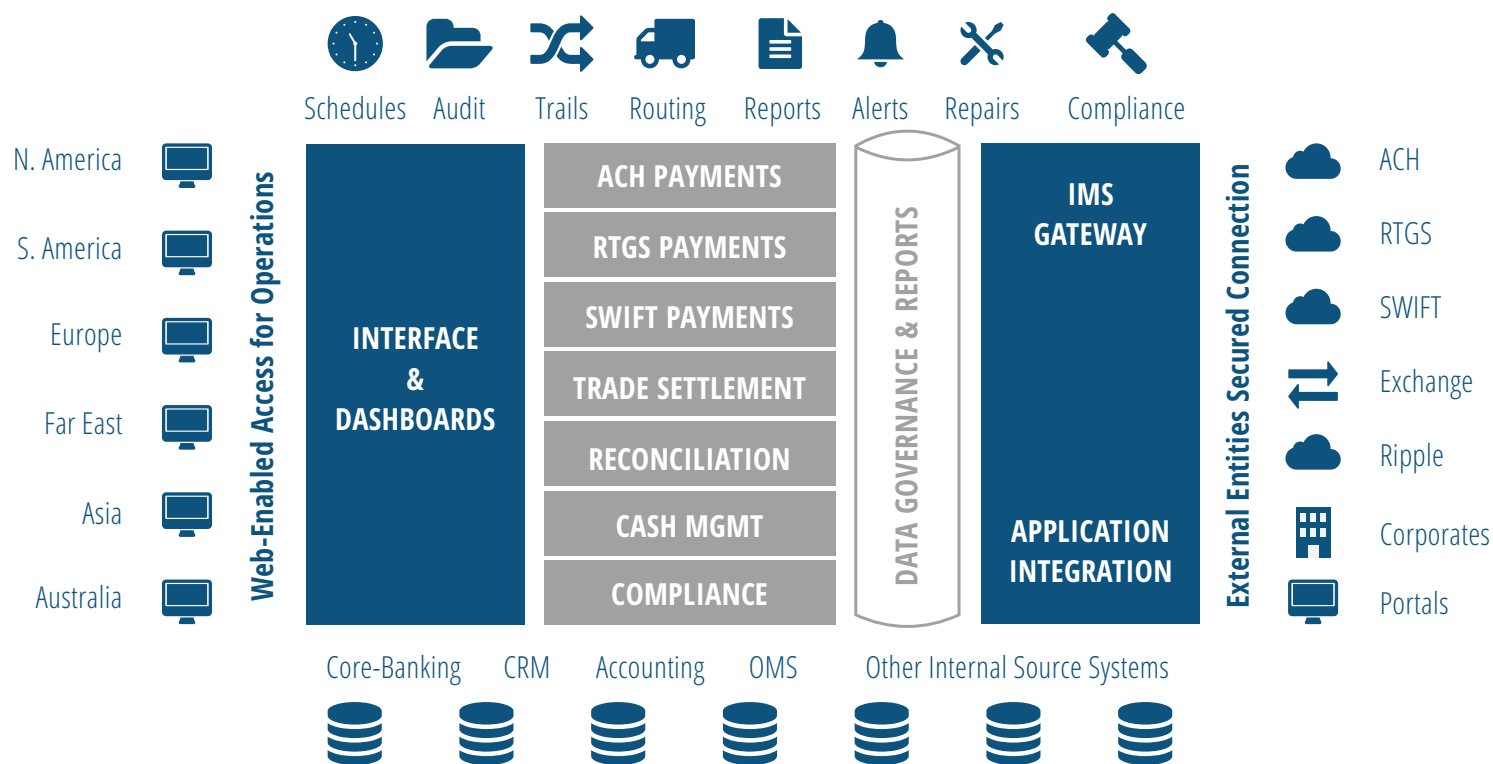 Schedules Audit Trails Routing Reports Alerts Repairs Compliance
N. America
S. America
Europe
Far East
Asia
Australia
Web-Enabled Access for Operations
INTERFACE
&
DASHBOARDS
ACH PAYMENTS
RTGS PAYMENTS
SWIFT PAYMENTS
TRADE SETTLEMENT
RECONCILIATION
CASH MGMT
COMPLIANCE
DATA GOVERNANCE & REPORTS
IMS
GATEWAY
APPLICATION
INTEGRATION
External Entities Secured Connection
ACH
RTGS
SWIFT
Exchange
Ripple
Corporates
Portals
Core-Banking CRM Accounting OMS Other Internal Source Systems